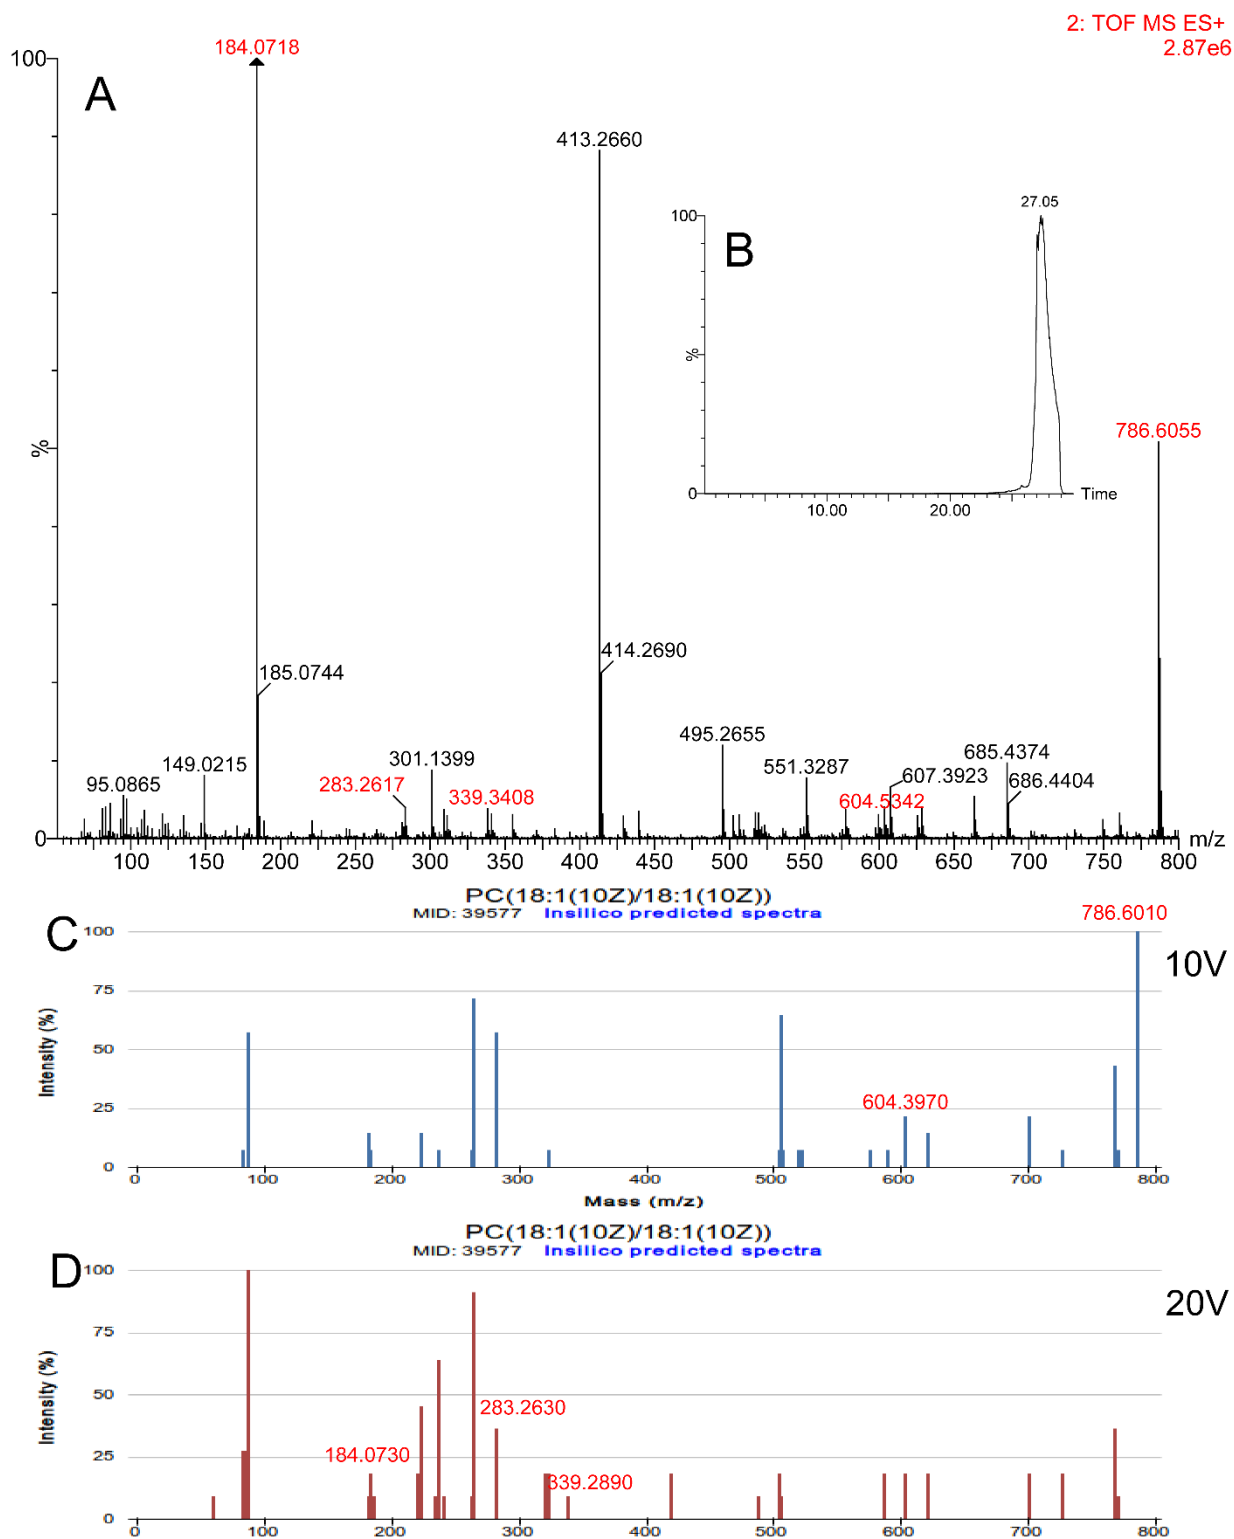 2: TOF MS ES+
2.87e6
184.0718
100
A
413.2660
27.05
100
B
%
0
10.00
20.00
Time
786.6055
%
414.2690
185.0744
495.2655
685.4374
301.1399
149.0215
551.3287
607.3923
283.2617
95.0865
339.3408
604.5342
686.4404
0
100 150 200 250 300 350 400 450 500 550 600 650 700 750 800 m/z
PC(18:1(10Z)/18:1(10Z))
MID: 39577 Insilico predicted spectra
786.6010
C
10V
100
75
50
25
0
Intensity (%)
604.3970
0 100 200 300 400 500 600 700 800
Mass (m/z)
PC(18:1(10Z)/18:1(10Z))
MID: 39577 Insilico predicted spectra
D
20V
100
75
50
25
0
Intensity (%)
283.2630
184.0730
339.2890
0 100 200 300 400 500 600 700 800